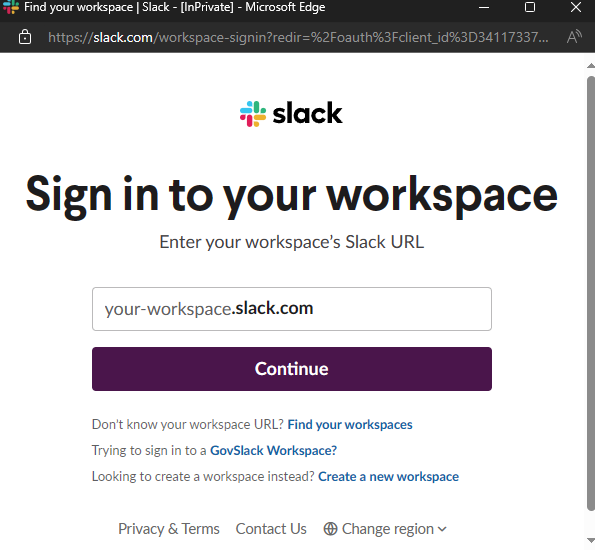 Find your workspace | Slack - [InPrivate] - Microsoft Edge
https://slack.com/workspace-signin?redir=%2Foauth%3Fclient_id%3D34117337...
slack
Sign in to your workspace
Enter your workspace's Slack URL
your-workspace.slack.com
Continue
Don't know your workspace URL? Find your workspaces
Trying to sign in to a GovSlack Workspace?
Looking to create a workspace instead? Create a new workspace
Privacy & Terms Contact Us Change region